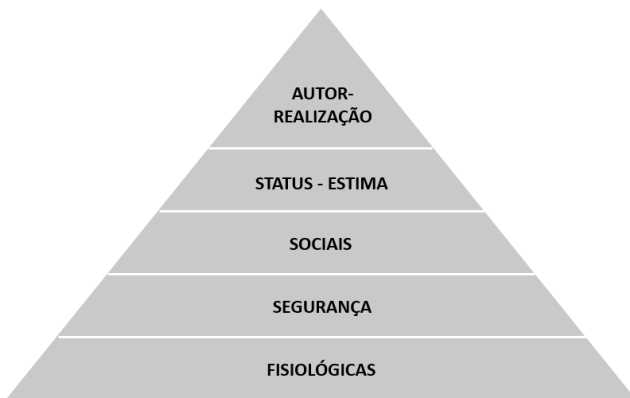 AUTOR-
REALIZAÇÃO
STATUS - ESTIMA
SOCIAIS
SEGURANÇA
FISIOLÓGICAS